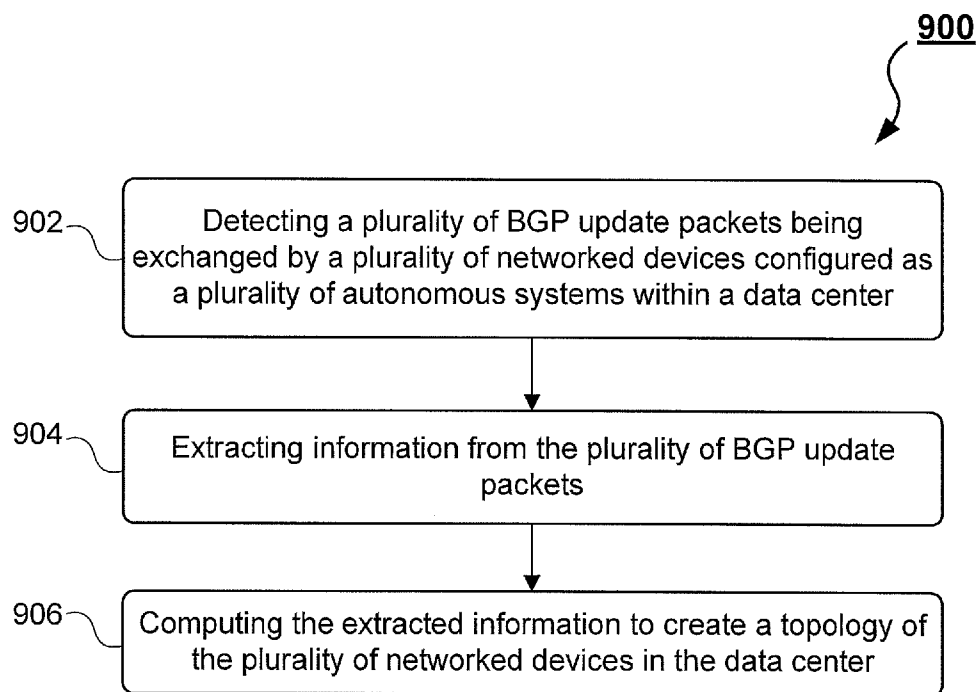 900
902
Detecting a plurality of BGP update packets being
exchanged by a plurality of networked devices configured as
a plurality of autonomous systems within a data center
904
Extracting information from the plurality of BGP update
packets
906
Computing the extracted information to create a topology of
the plurality of networked devices in the data center